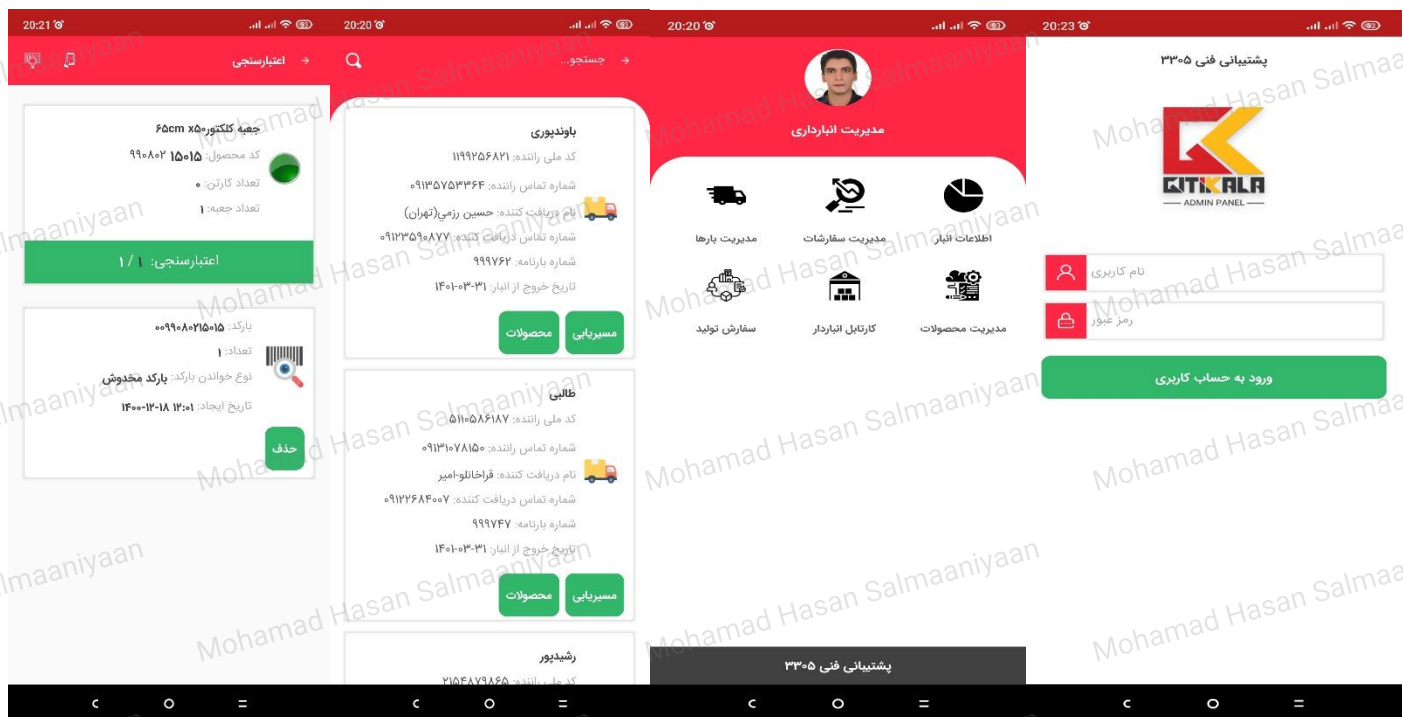 20:21
اعتبارسنجی
جعبه کلکتور۵۰x ۶۵cm
کد محصول: ۱۵۰۱۵ ۹۹۰۸۰۲
تعداد کارتن: ۰
تعداد جعبه: ۱
اعتبارسنجی: ۱ / ۱
بارکد: ۰۰۹۹۰۸۰۲۱۵۰۱۵
تعداد: ۱
نوع خواندن بارکد: بارکد مخدوش
تاریخ ایجاد: ۱۲:۰۱ ۱۸-۱۲-۱۴۰۰
حذف
20:20
جستجو...
باوندپوری
کد ملی راننده: ۱۱۹۹۲۵۶۸۲۱
شماره تماس راننده: ۰۹۱۳۵۷۵۳۳۶۴
نام دریافت کننده: حسین رزمی(تهران)
شماره تماس دریافت کننده: ۰۹۱۲۳۵۹۰۸۷۷
شماره بارنامه: ۹۹۹۷۶۲
تاریخ خروج از انبار: ۳۱-۰۳-۱۴۰۱
مسیریابی
محصولات
طالبی
کد ملی راننده: ۵۱۱۰۵۸۶۱۸۷
شماره تماس راننده: ۰۹۱۳۱۰۷۸۱۵۰
نام دریافت کننده: قراخانلو-امیر
شماره تماس دریافت کننده: ۰۹۱۲۲۶۸۴۰۰۷
شماره بارنامه: ۹۹۹۷۴۷
تاریخ خروج از انبار: ۳۱-۰۳-۱۴۰۱
مسیریابی
محصولات
رشیدپور
کد ملی راننده: ۲۱۵۴۸۷۹۸۶۵
20:20
مدیریت انبارداری
اطلاعات انبار
مدیریت سفارشات
مدیریت بارها
مدیریت محصولات
کارتابل انباردار
سفارش تولید
پشتیبانی فنی ۳۳۰۵
20:23
پشتیبانی فنی ۳۳۰۵
GITIKALA
ADMIN PANEL
نام کاربری
رمز عبور
ورود به حساب کاربری
Mohamad Hasan Salmaaniyaan